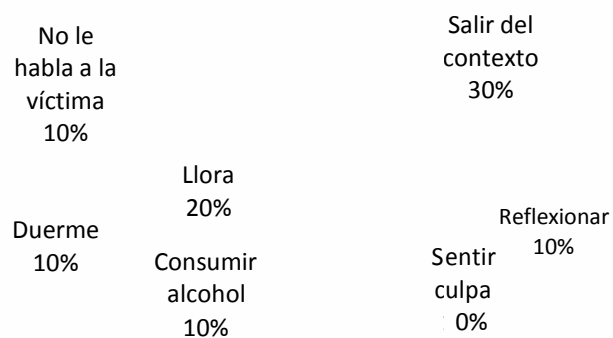 No le
habla a la
víctima
10%
Salir del
contexto
30%
Llora
20%
Duerme
10%
Consumir
alcohol
10%
Sentir
culpa
0%
Reflexionar
10%